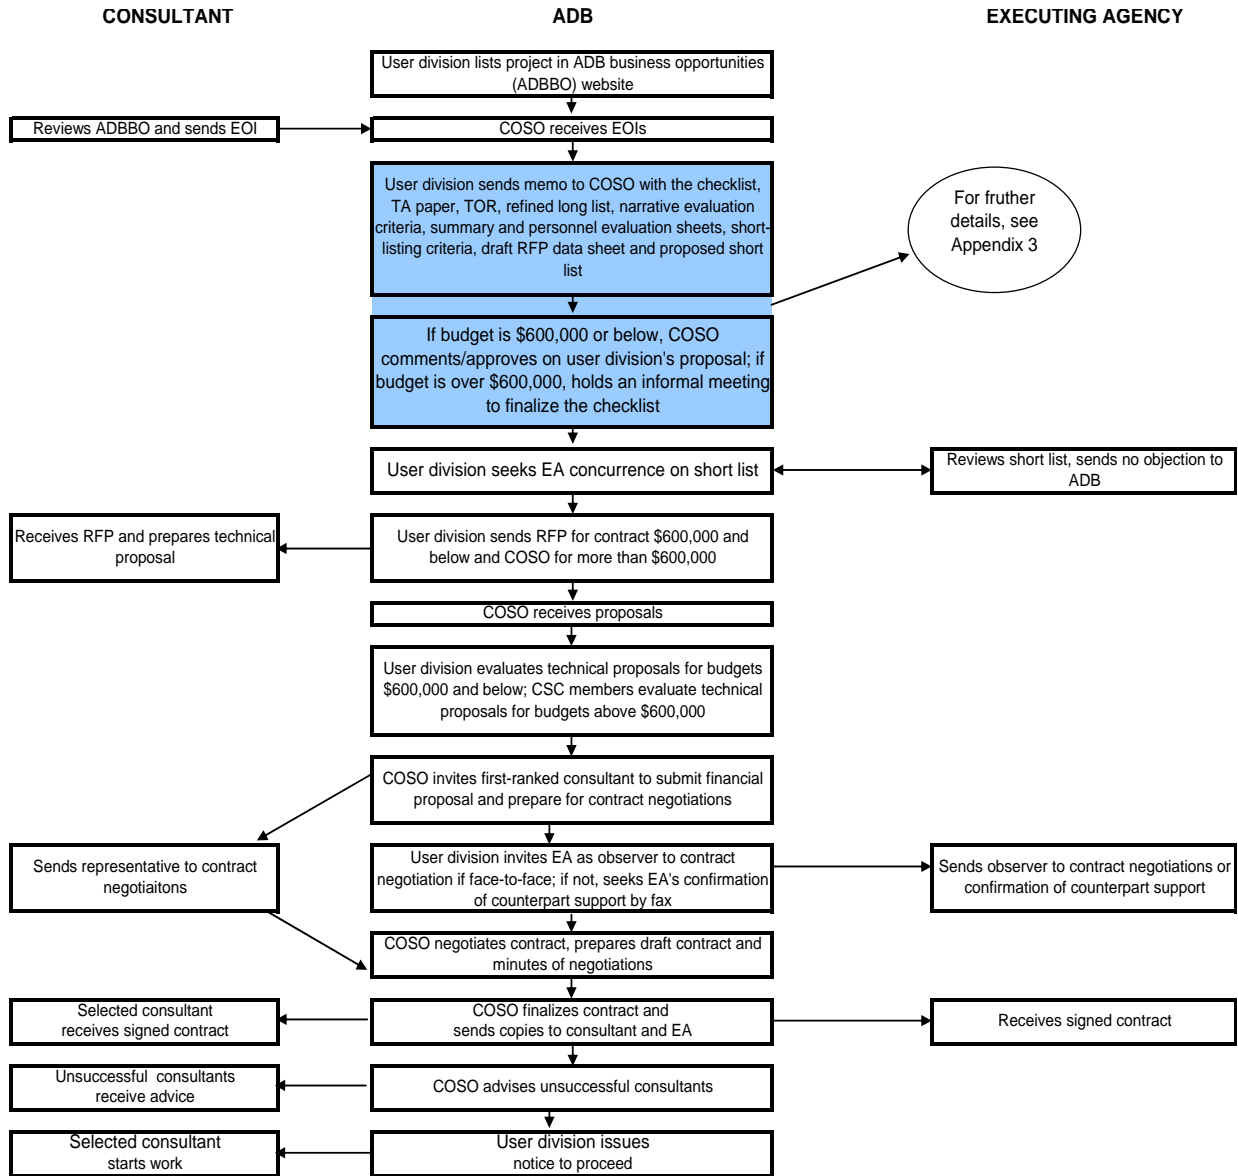 CONSULTANT
ADB
EXECUTING AGENCY
User division lists project in ADB business opportunities
(ADBBO) website
Reviews ADBBO and sends EOI
COSO receives EOIs
User division sends memo to COSO with the checklist,
TA paper, TOR, refined long list, narrative evaluation
criteria, summary and personnel evaluation sheets, short-
listing criteria, draft RFP data sheet and proposed short
list
For fruther
details, see
Appendix 3
If budget is $600,000 or below, COSO
comments/approves on user division's proposal; if
budget is over $600,000, holds an informal meeting
to finalize the checklist
User division seeks EA concurrence on short list
Reviews short list, sends no objection to
ADB
Receives RFP and prepares technical
proposal
User division sends RFP for contract $600,000 and
below and COSO for more than $600,000
COSO receives proposals
User division evaluates technical proposals for budgets
$600,000 and below; CSC members evaluate technical
proposals for budgets above $600,000
COSO invites first-ranked consultant to submit financial
proposal and prepare for contract negotiations
Sends representative to contract
negotiaitons
User division invites EA as observer to contract
negotiation if face-to-face; if not, seeks EA's confirmation
of counterpart support by fax
Sends observer to contract negotiations or
confirmation of counterpart support
COSO negotiates contract, prepares draft contract and
minutes of negotiations
Selected consultant
receives signed contract
COSO finalizes contract and
sends copies to consultant and EA
Receives signed contract
Unsuccessful consultants
receive advice
COSO advises unsuccessful consultants
Selected consultant
starts work
User division issues
notice to proceed